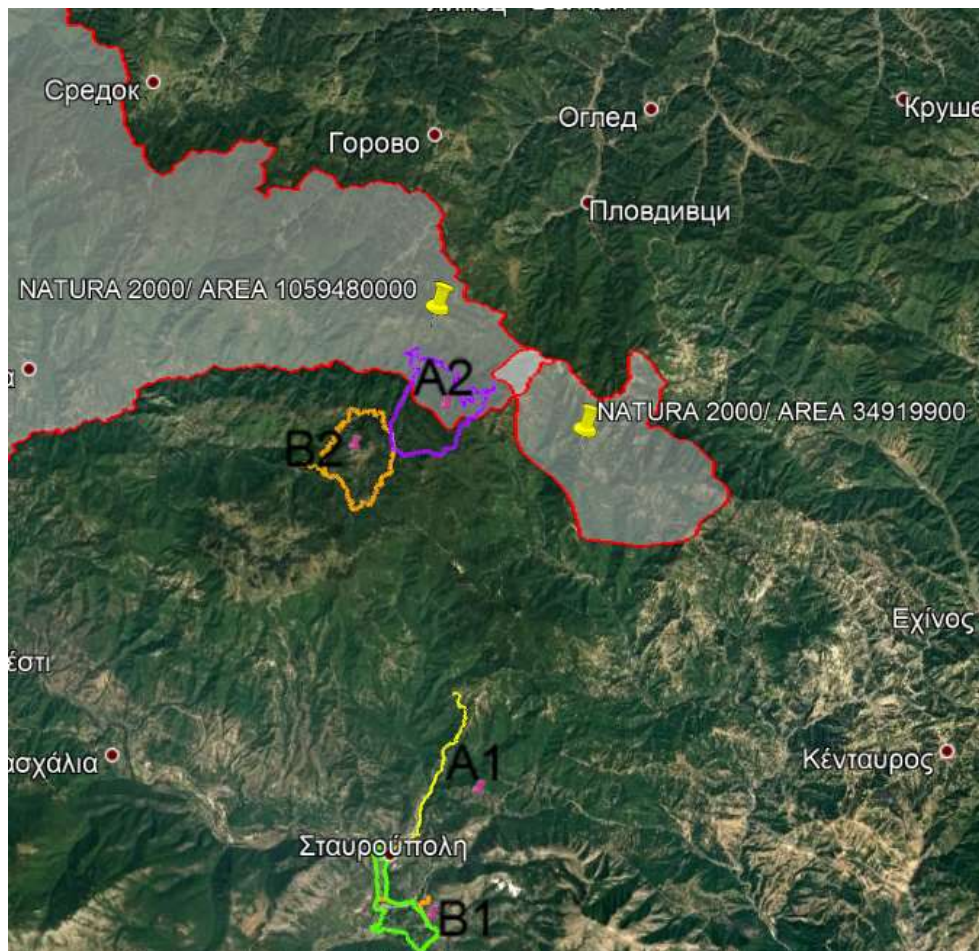 Средок
Горово
Оглед
Круше
Пловдивци
NATURA 2000/ AREA 1059480000
A2
NATURA 2000/ AREA 34919900
B2
Εχίνος
έστι
A1
ασχάλια
Κένταυρος
Σταυρούπολη
B1